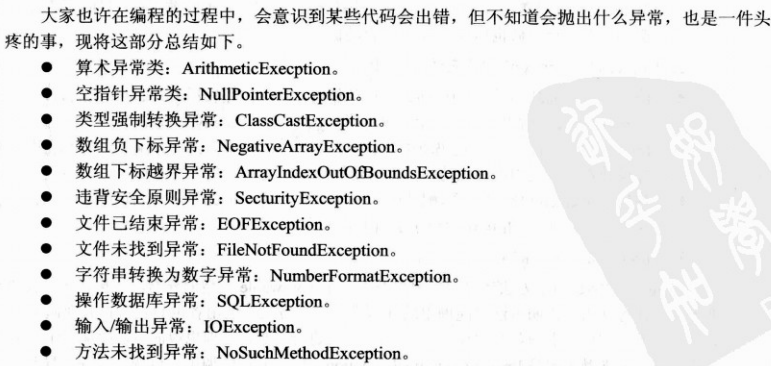 大家也许在编程的过程中，会意识到某些代码会出错，但不知道会抛出什么异常，也是一件头
疼的事，现将这部分总结如下。
● 算术异常类：ArithmeticExecption。
● 空指针异常类：NullPointerException。
● 类型强制转换异常：ClassCastException。
● 数组负下标异常：NegativeArrayException。
● 数组下标越界异常：ArrayIndexOutOfBoundsException。
● 违背安全原则异常：SecturityException。
● 文件已结束异常：EOFException。
● 文件未找到异常：FileNotFoundException。
● 字符串转换为数字异常：NumberFormatException。
● 操作数据库异常：SQLException。
● 输入/输出异常：IOException。
● 方法未找到异常：NoSuchMethodException。